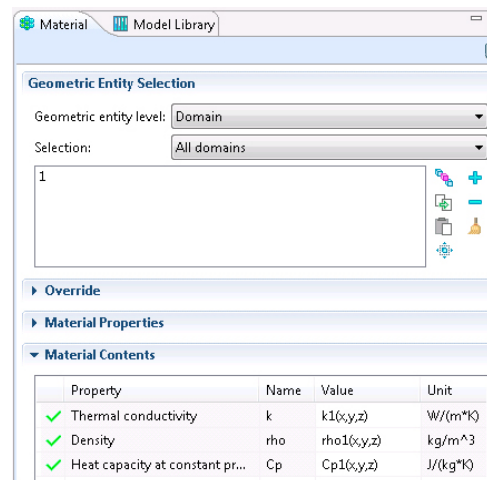 Material Model Library
Geometric Entity Selection
Geometric entity level: Domain
Selection: All domains
1
Override
Material Properties
Material Contents
Property Name Value Unit
Thermal conductivity k k1(x,y,z) W/(m*K)
Density rho rho1(x,y,z) kg/m^3
Heat capacity at constant pr... Cp Cp1(x,y,z) J/(kg*K)